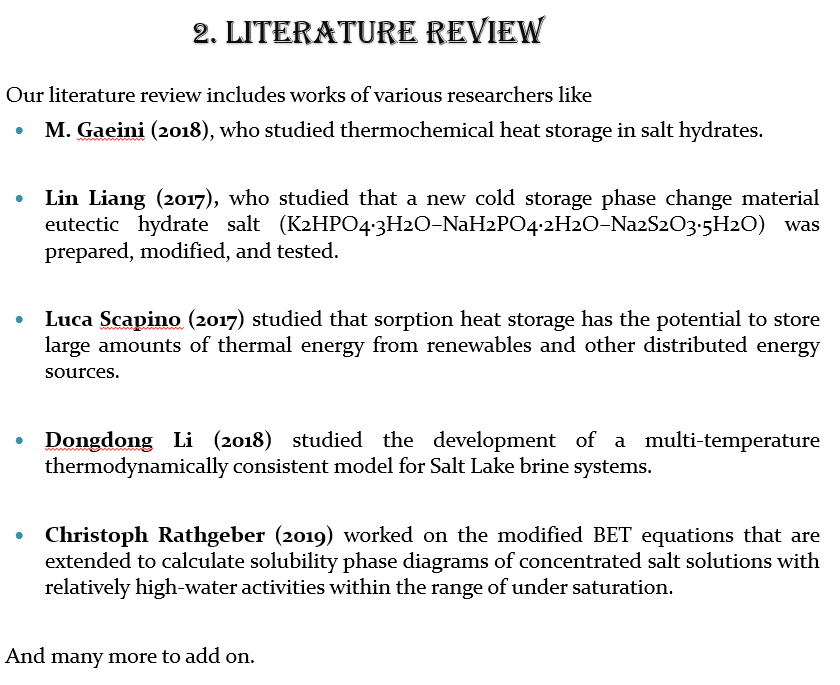 2. LITERATURE REVIEW
Our literature review includes works of various researchers like
• M. Gaeini (2018), who studied thermochemical heat storage in salt hydrates.
• Lin Liang (2017), who studied that a new cold storage phase change material
eutectic hydrate salt (K2HPO4·3H2O–NaH2PO4·2H2O–Na2S2O3·5H2O) was
prepared, modified, and tested.
• Luca Scapino (2017) studied that sorption heat storage has the potential to store
large amounts of thermal energy from renewables and other distributed energy
sources.
• Dongdong Li (2018) studied the development of a multi-temperature
thermodynamically consistent model for Salt Lake brine systems.
• Christoph Rathgeber (2019) worked on the modified BET equations that are
extended to calculate solubility phase diagrams of concentrated salt solutions with
relatively high-water activities within the range of under saturation.
And many more to add on.